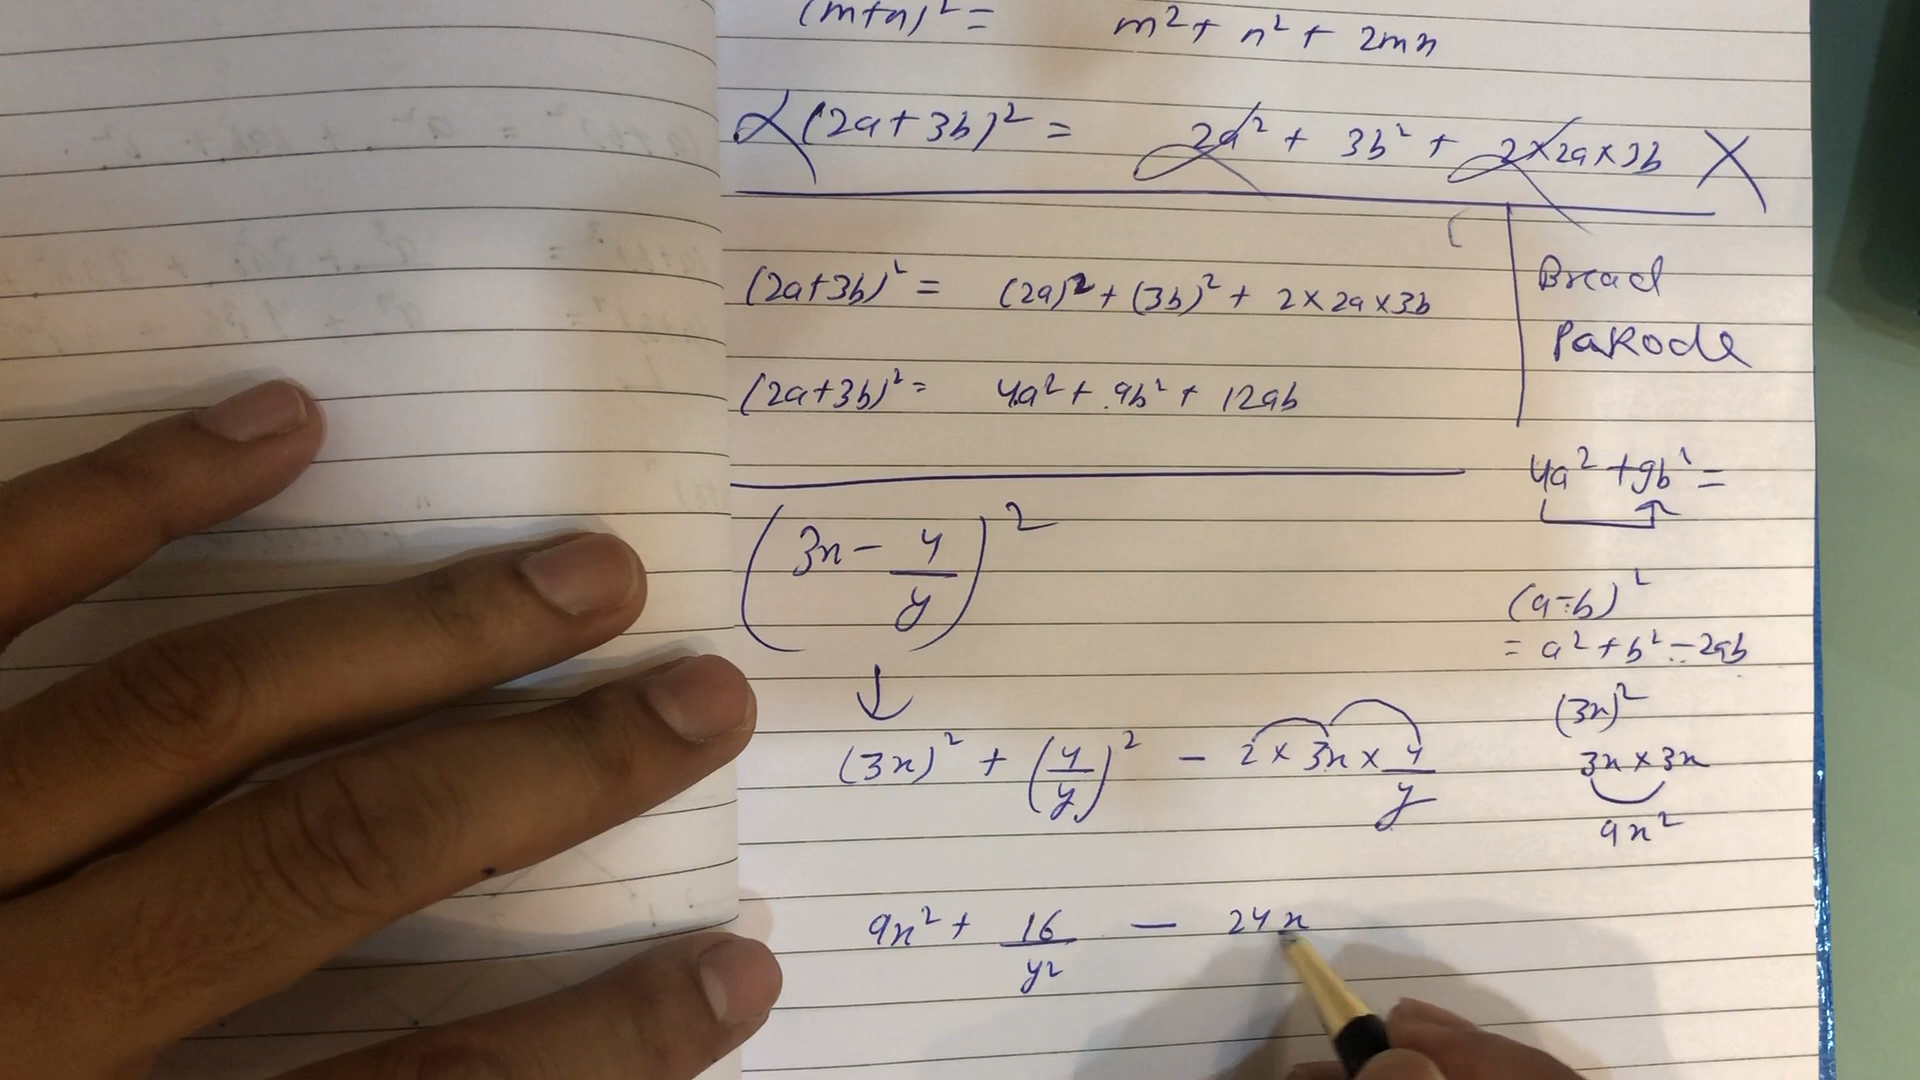 (m+n)² = m² + n² + 2mn
(2a+3b)² = 2a² + 3b² + 2×2a×3b ×
(2a+3b)² = (2a)² + (3b)² + 2×2a×3b
(2a+3b)² = 4a² + 9b² + 12ab
Bread
Pakode
4a² + 9b² =
(3x - 4/y)²
(a-b)²
= a² + b² - 2ab
(3x)² + (4/y)² - 2 × 3x × 4/y
(3x)²
3x × 3x
9x²
9x² + 16/y² - 24x